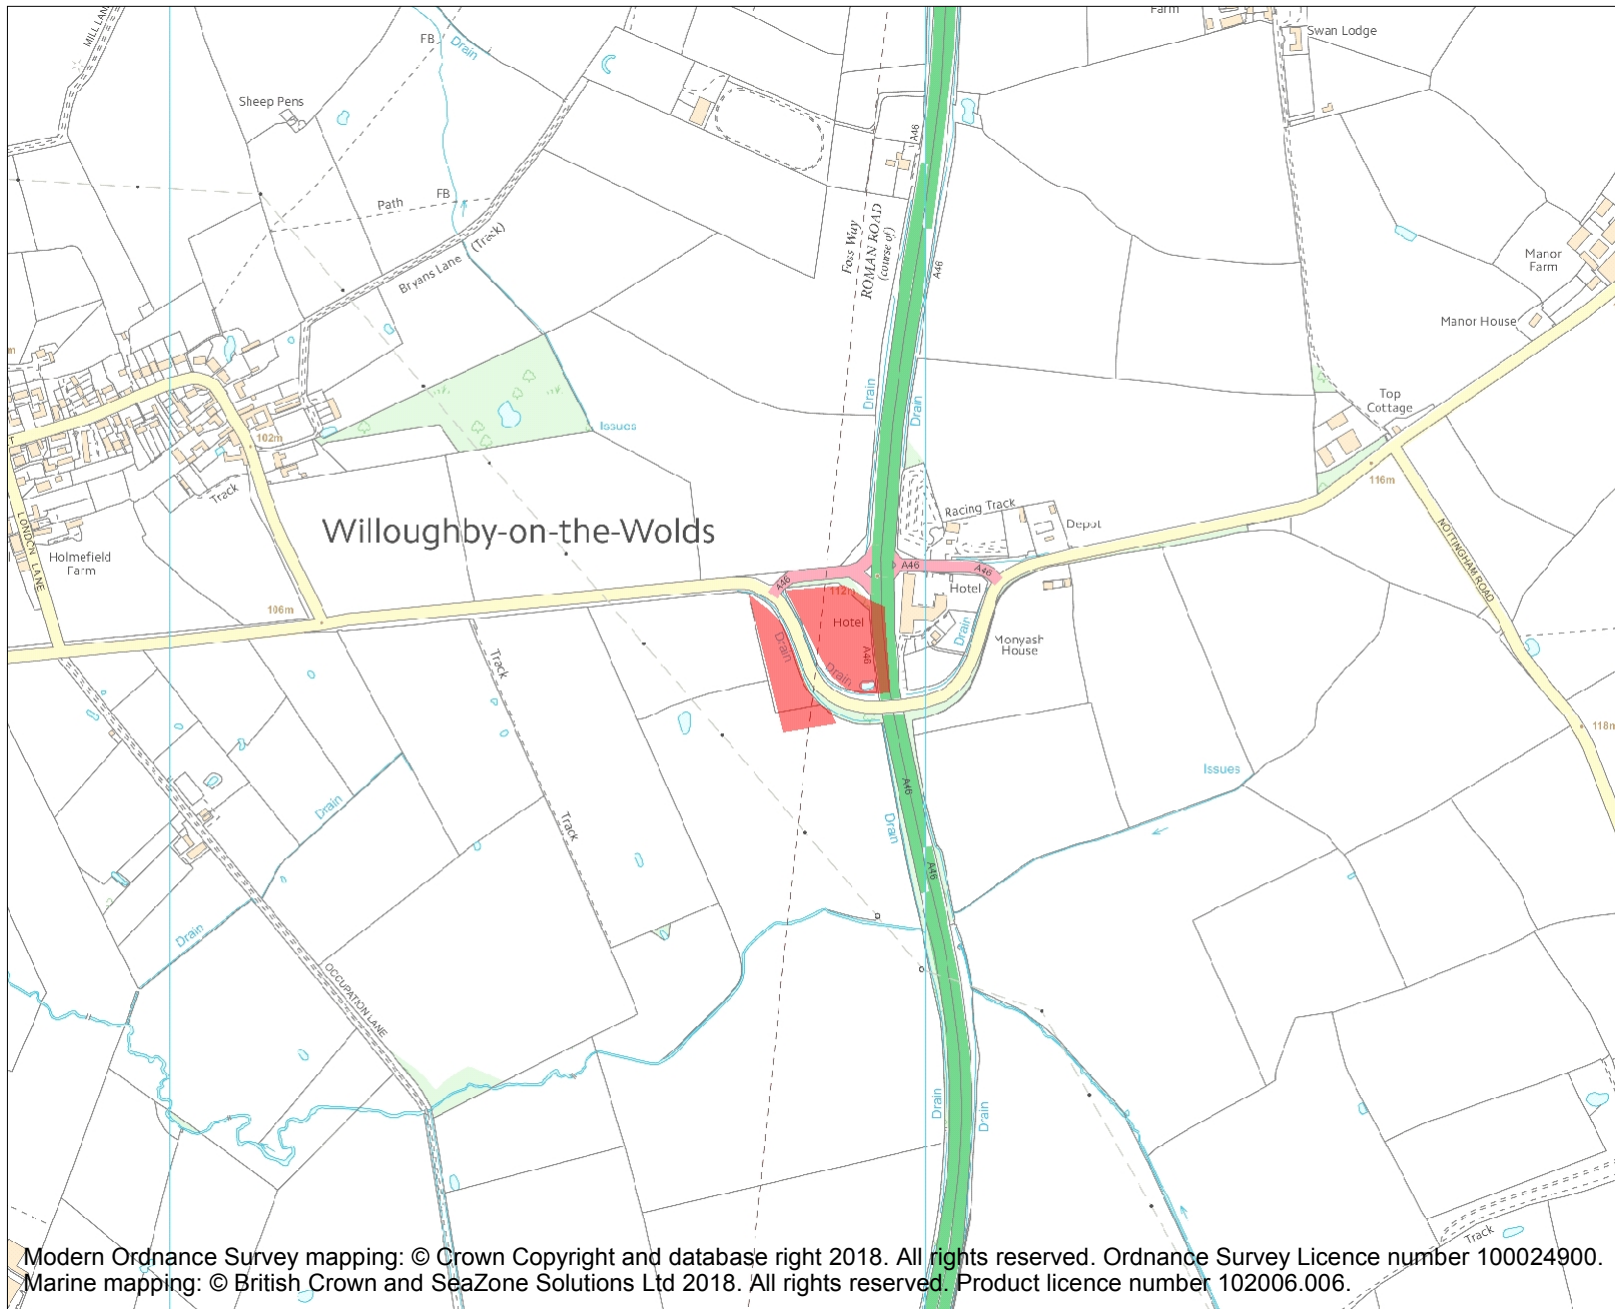 MILL LANE
FB
Drain
Farm
Swan Lodge
Sheep Pens
A46
Path
FB
Foss Way
ROMAN ROAD
(course of)
Bryans Lane
(Track)
A46
Manor
Farm
Manor House
Drain
Drain
Top
Cottage
Issues
102m
116m
Track
Racing Track
Depot
Willoughby-on-the-Wolds
LONDON LANE
Holmefield
Farm
NOTTINGHAM ROAD
A46
A46
A46
Hotel
112m
106m
Hotel
Drain
Drain
Monyash
House
A46
Drain
Track
118m
Issues
A46
Drain
Track
Drain
A46
Drain
OCCUPATION LANE
Drain
Drain
Track
Modern Ordnance Survey mapping: © Crown Copyright and database right 2018. All rights reserved. Ordnance Survey Licence number 100024900.
Marine mapping: © British Crown and SeaZone Solutions Ltd 2018. All rights reserved. Product licence number 102006.006.